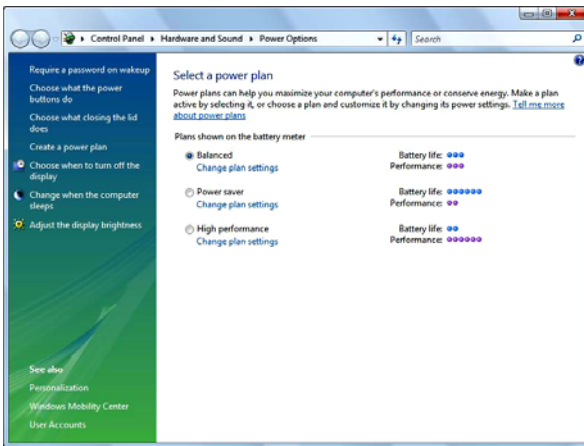 Control Panel ▸ Hardware and Sound ▸ Power Options
Search
Require a password on wakeup
Choose what the power
buttons do
Choose what closing the lid
does
Create a power plan
Choose when to turn off the
display
Change when the computer
sleeps
Adjust the display brightness
See also
Personalization
Windows Mobility Center
User Accounts
Select a power plan
Power plans can help you maximize your computer's performance or conserve energy. Make a plan
active by selecting it, or choose a plan and customize it by changing its power settings. Tell me more
about power plans
Plans shown on the battery meter
Balanced Battery life:
Change plan settings Performance:
Power saver Battery life:
Change plan settings Performance:
High performance Battery life:
Change plan settings Performance: